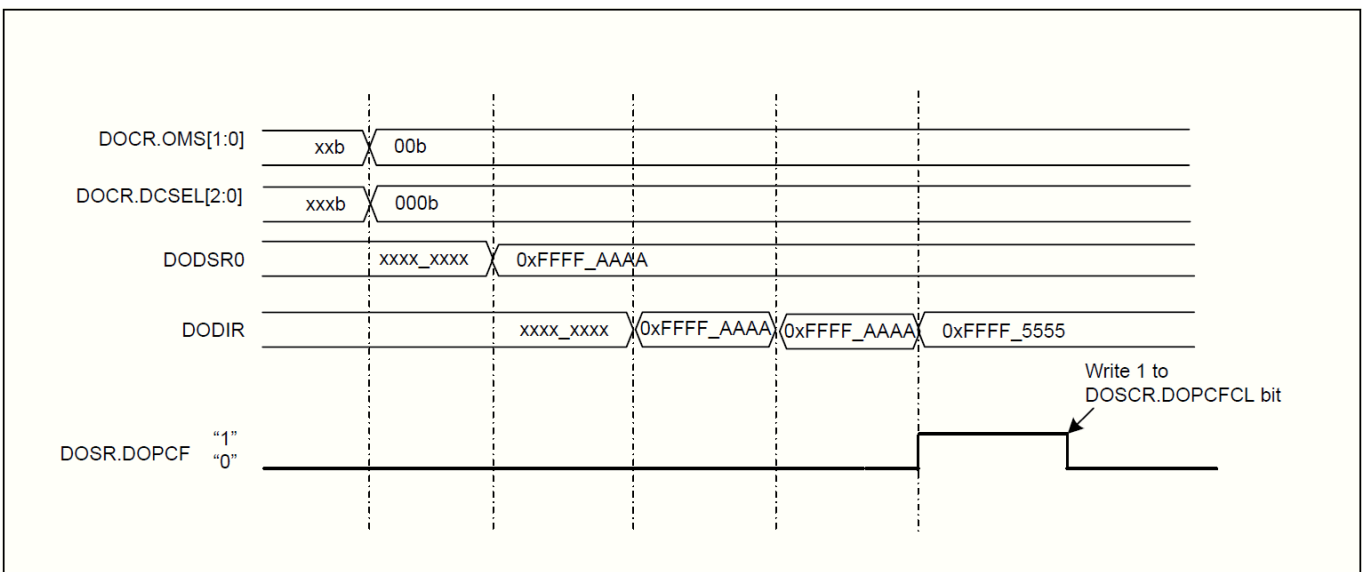 DOCR.OMS[1:0] xxb 00b
DOCR.DCSEL[2:0] xxxb 000b
DODSR0 xxxx_xxxx 0xFFFF_AAAA
DODIR xxxx_xxxx 0xFFFF_AAAA 0xFFFF_AAAA 0xFFFF_5555
Write 1 to
DOSCR.DOPCFCL bit
“1”
DOSR.DOPCF “0”